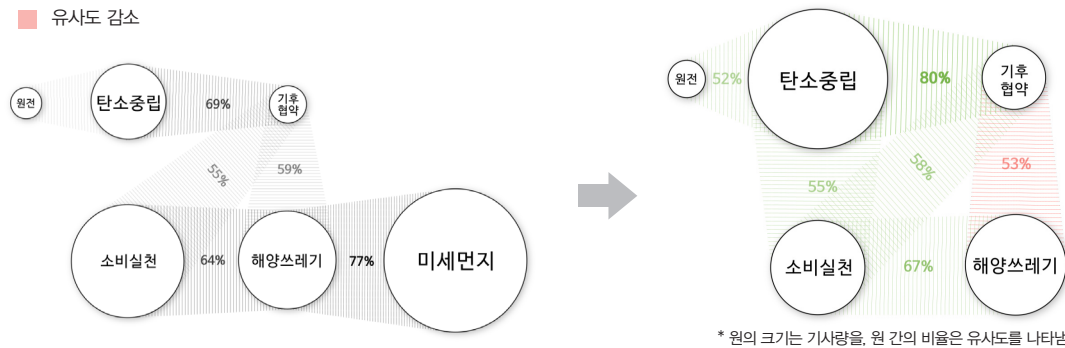 유사도 감소
원전
탄소중립
69%
기후
협약
55%
59%
소비실천
64%
해양쓰레기
77%
미세먼지
원전
52%
탄소중립
80%
기후
협약
55%
58%
53%
소비실천
67%
해양쓰레기
* 원의 크기는 기사량을, 원 간의 비율은 유사도를 나타냄